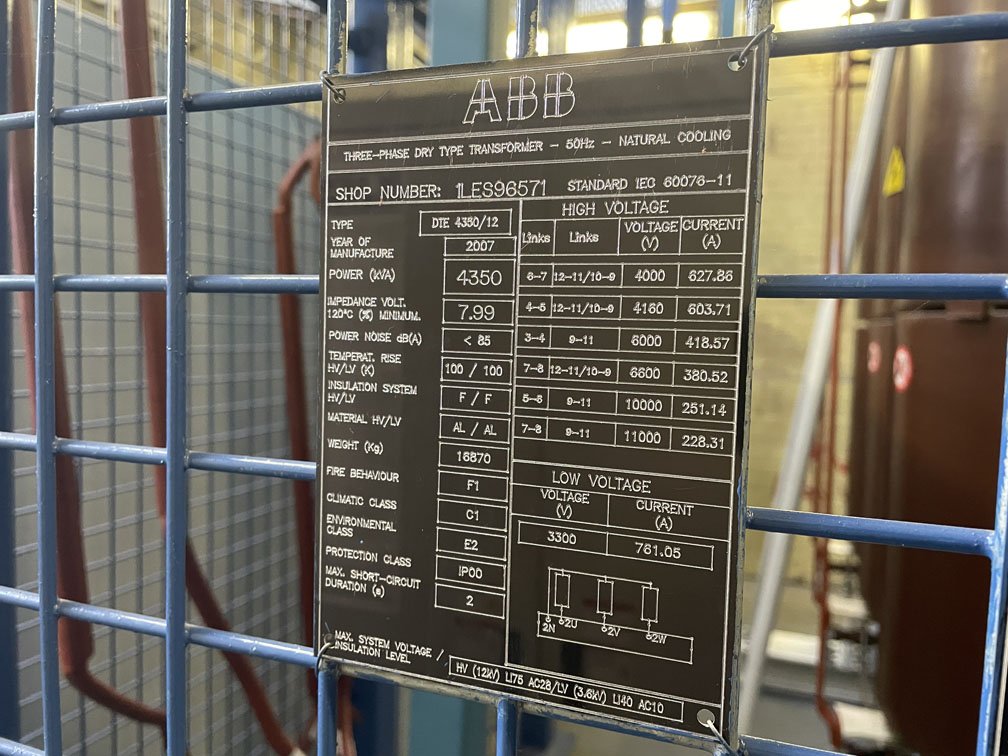 ABB
THREE-PHASE DRY TYPE TRANSFORMER - 50Hz - NATURAL COOLING
SHOP NUMBER: 1LES96571 STANDARD IEC 60076-11
TYPE DTE 4350/12
YEAR OF MANUFACTURE 2007
POWER (kVA) 4350
IMPEDANCE VOLT. 120°C (%) MINIMUM. 7.99
POWER NOISE dB(A) < 85
TEMPERAT. RISE HV/LV (K) 100 / 100
INSULATION SYSTEM HV/LV F / F
MATERIAL HV/LV AL / AL
WEIGHT (Kg) 16870
FIRE BEHAVIOUR F1
CLIMATIC CLASS C1
ENVIRONMENTAL CLASS E2
PROTECTION CLASS IP00
MAX. SHORT-CIRCUIT DURATION (s) 2
HIGH VOLTAGE
Links Links VOLTAGE (V) CURRENT (A)
6-7 12-11/10-9 4000 627.86
4-5 12-11/10-9 4160 603.71
3-4 9-11 6000 418.57
7-8 12-11/10-9 6600 380.52
5-6 9-11 10000 251.14
7-8 9-11 11000 228.31
LOW VOLTAGE
VOLTAGE (V) CURRENT (A)
3300 761.05
2N 2U 2V 2W
MAX. SYSTEM VOLTAGE / INSULATION LEVEL HV (12kV) LI75 AC28/LV (3.6kV) LI40 AC10